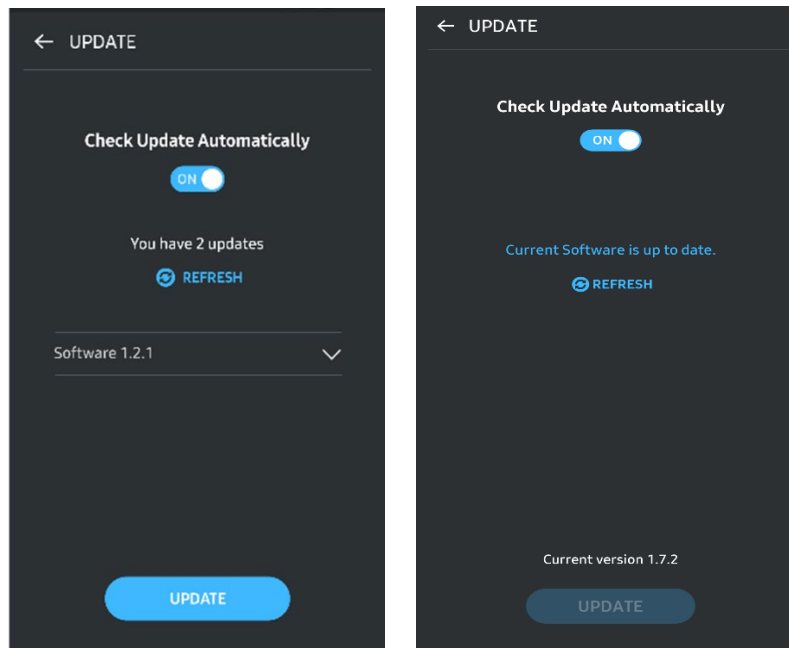 UPDATE
Check Update Automatically
ON
You have 2 updates
REFRESH
Software 1.2.1
UPDATE
UPDATE
Check Update Automatically
ON
Current Software is up to date.
REFRESH
Current version 1.7.2
UPDATE